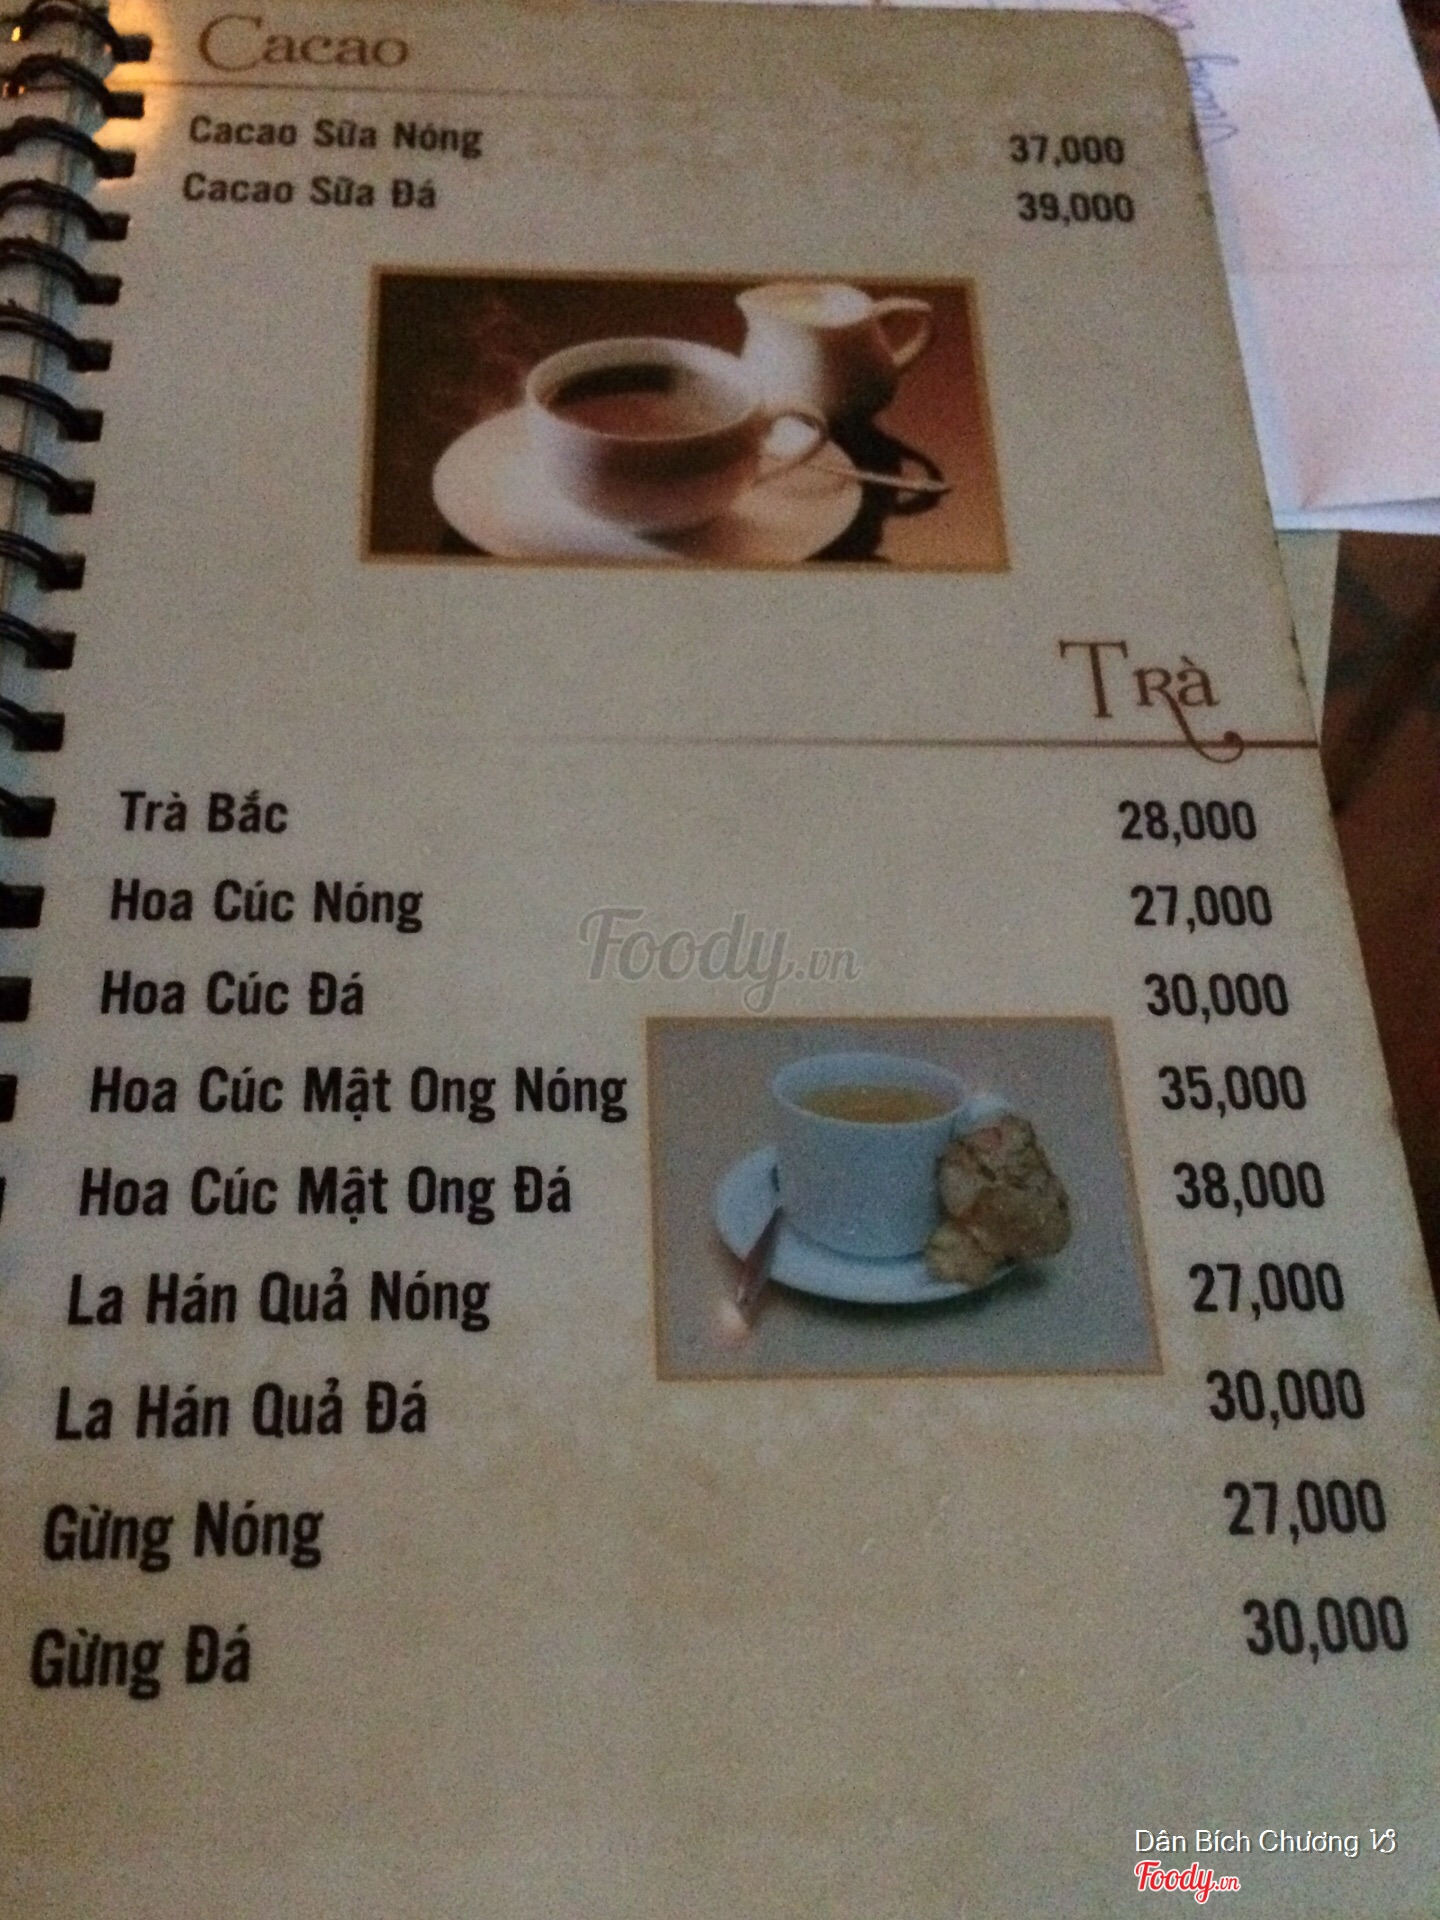 Cacao
Cacao Sữa Nóng 37,000
Cacao Sữa Đá 39,000
Trà
Trà Bắc 28,000
Hoa Cúc Nóng 27,000
Foody.vn
Hoa Cúc Đá 30,000
Hoa Cúc Mật Ong Nóng 35,000
Hoa Cúc Mật Ong Đá 38,000
La Hán Quả Nóng 27,000
La Hán Quả Đá 30,000
Gừng Nóng 27,000
Gừng Đá 30,000
Dân Bích Chương
Foody.vn